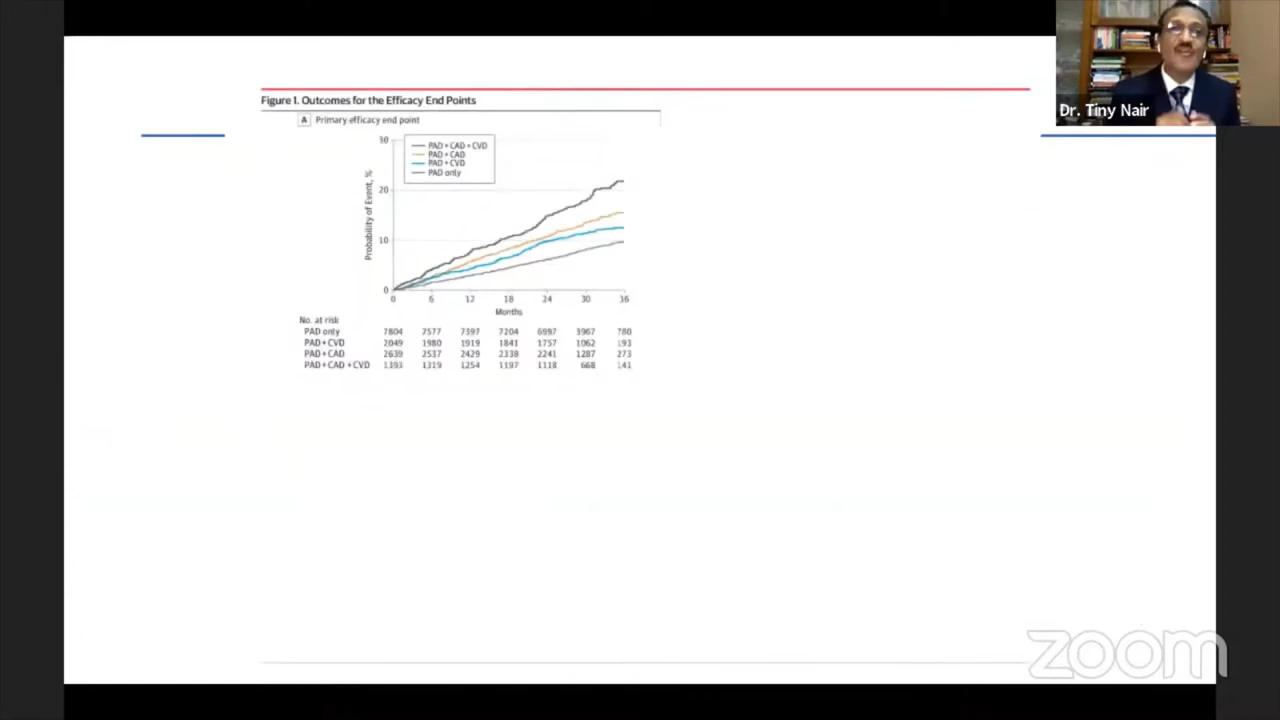 Dr. Tiny Nair
Figure 1. Outcomes for the Efficacy End Points
A Primary efficacy end point
30
20
10
0
Probability of Event, %
PAD + CAD + CVD
PAD + CAD
PAD + CVD
PAD only
0 6 12 18 24 30 36
Months
No. at risk
PAD only 7804 7577 7397 7204 6997 3967 780
PAD + CVD 2049 1980 1919 1841 1757 1062 193
PAD + CAD 2639 2537 2429 2338 2241 1287 273
PAD + CAD + CVD 1393 1319 1254 1197 1118 668 141
zoom